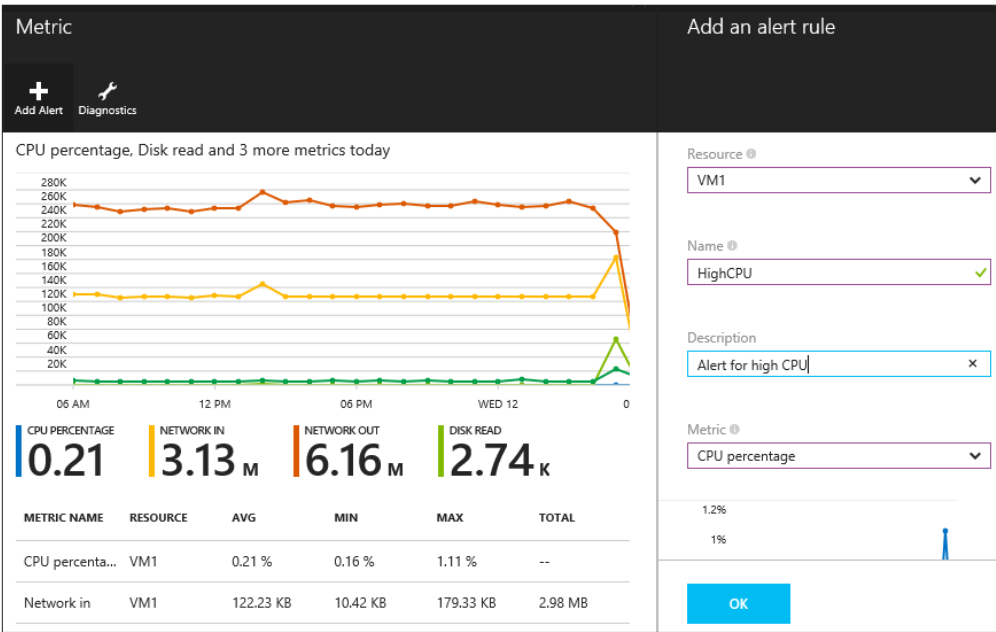 Metric
Add an alert rule
Add Alert
Diagnostics
CPU percentage, Disk read and 3 more metrics today
280K
260K
240K
220K
200K
180K
160K
140K
120K
100K
80K
60K
40K
20K
06 AM 12 PM 06 PM WED 12 0
CPU PERCENTAGE NETWORK IN NETWORK OUT DISK READ
0.21 3.13 M 6.16 M 2.74 K
METRIC NAME RESOURCE AVG MIN MAX TOTAL
CPU percenta... VM1 0.21 % 0.16 % 1.11 % --
Network in VM1 122.23 KB 10.42 KB 179.33 KB 2.98 MB
Resource
VM1
Name
HighCPU
Description
Alert for high CPU
Metric
CPU percentage
1.2%
1%
OK